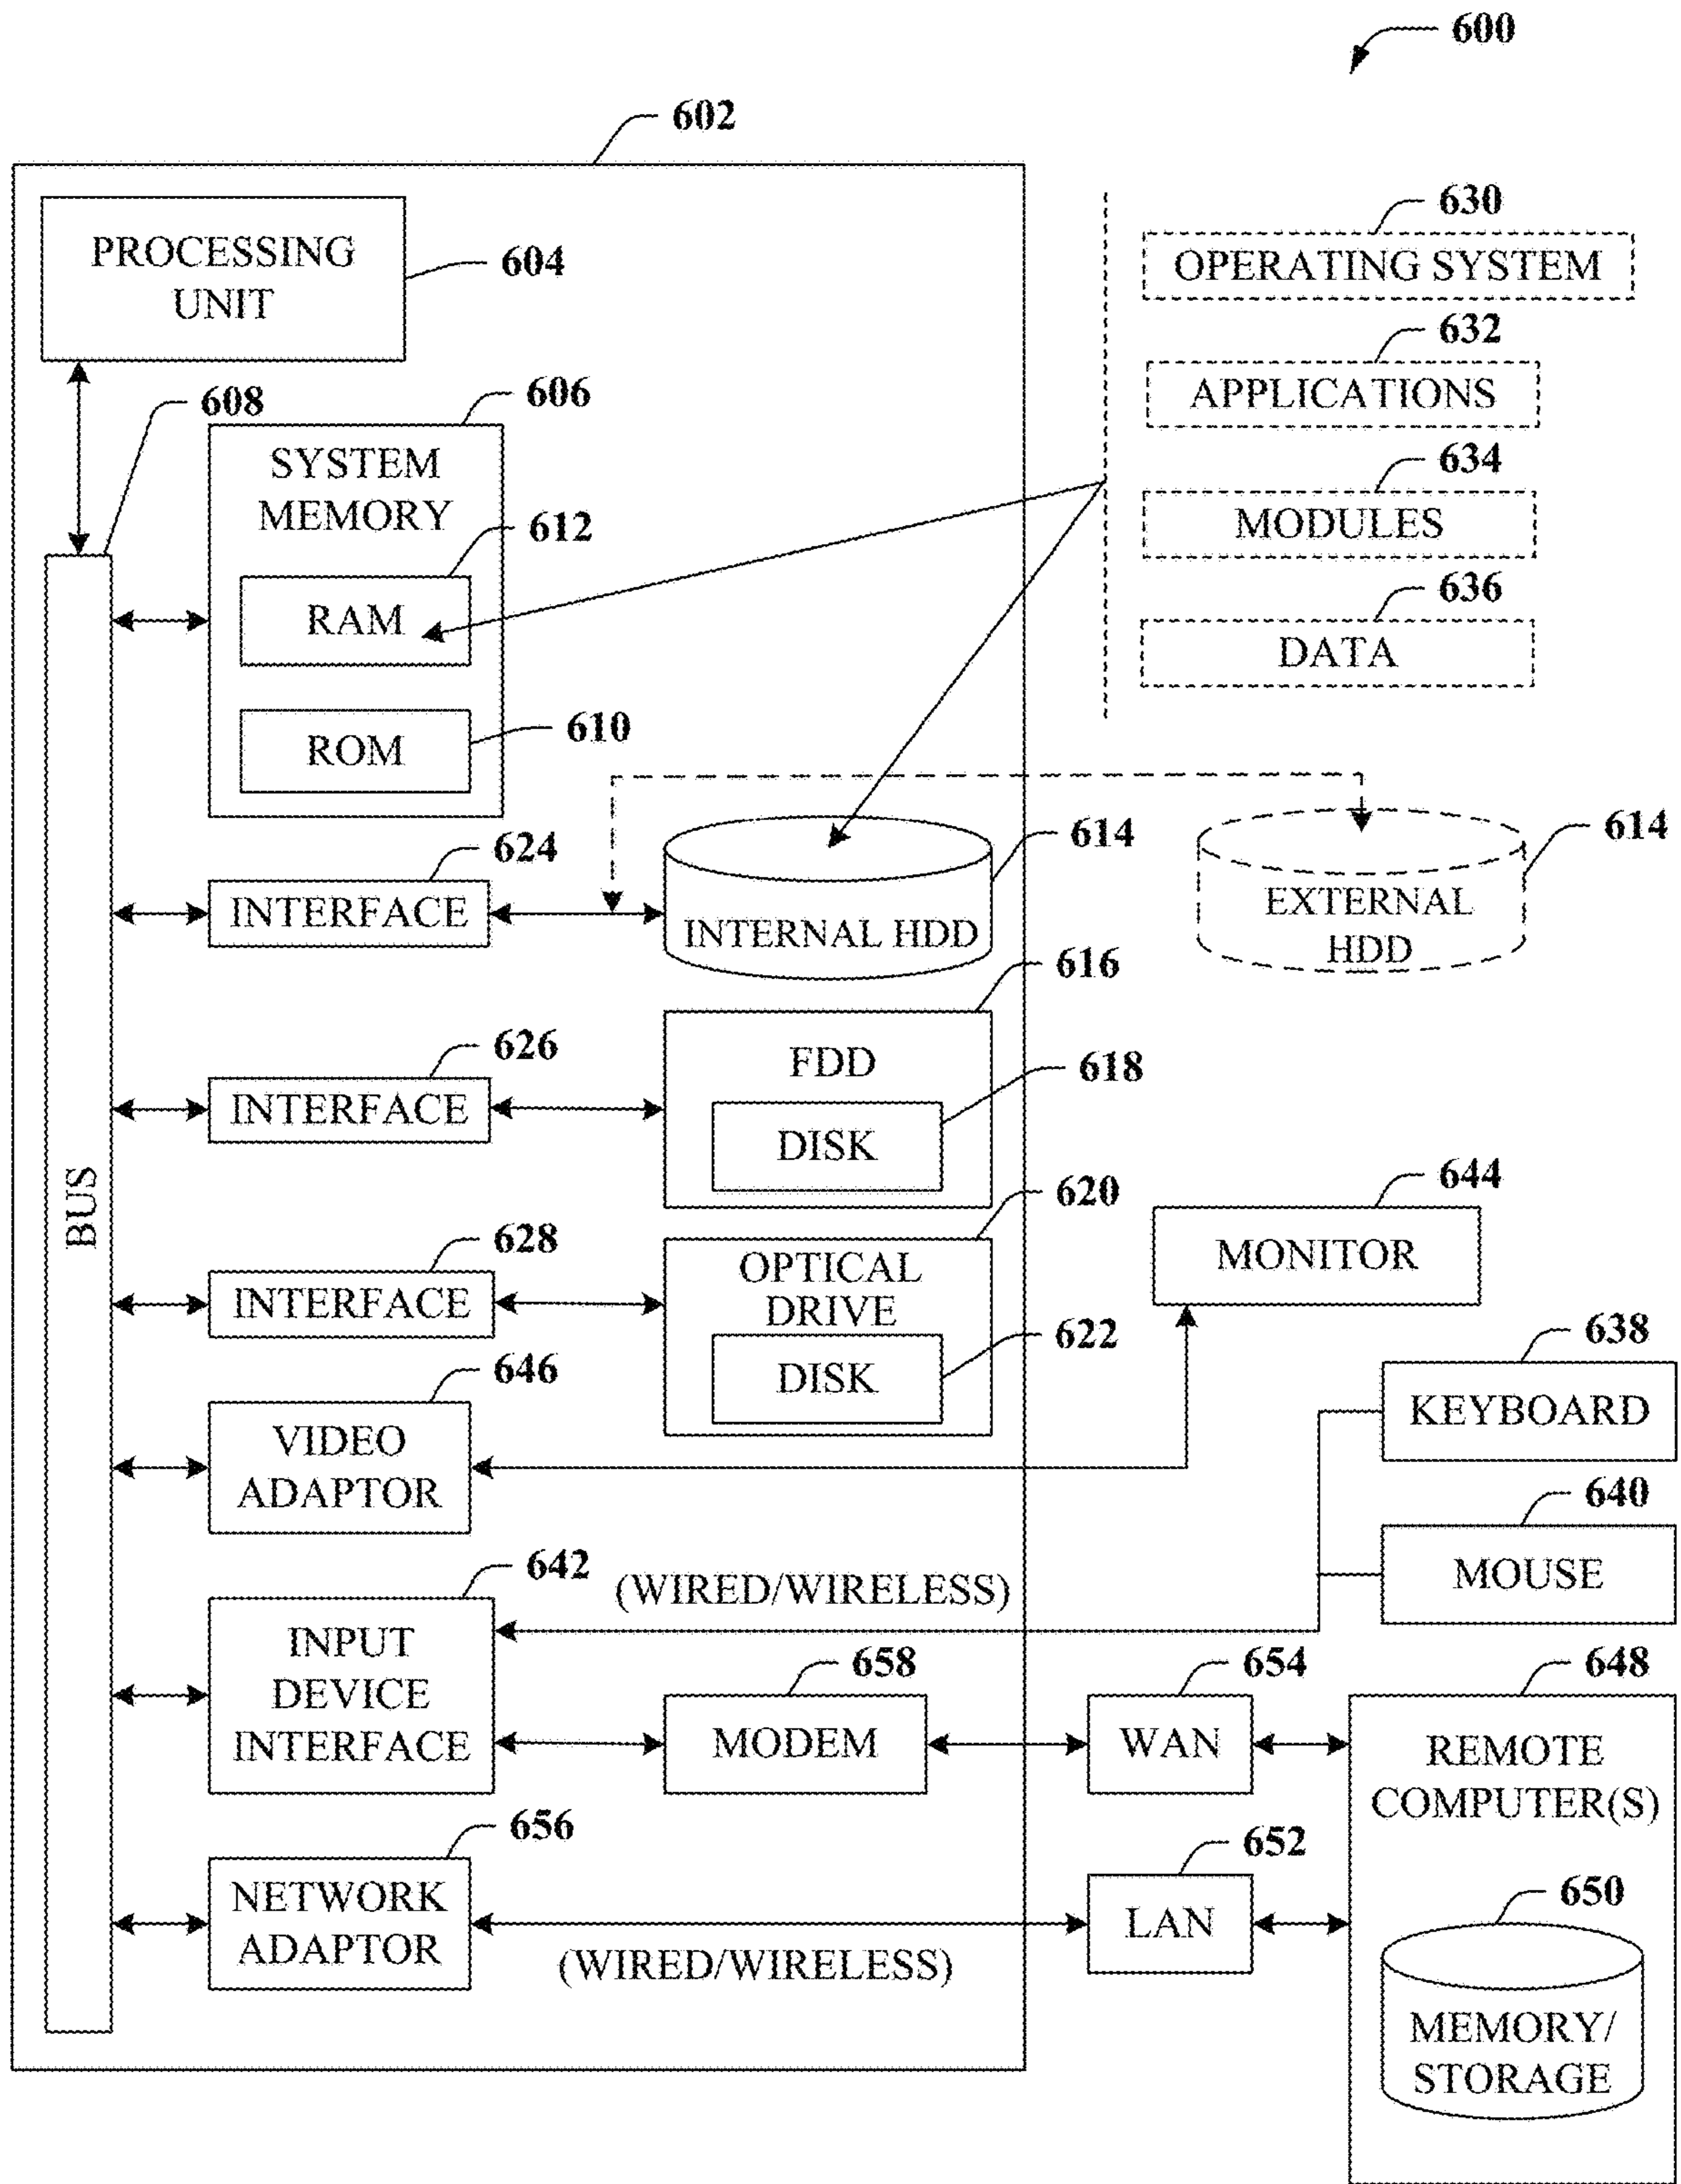 600
602
PROCESSING
UNIT
604
608
606
SYSTEM
MEMORY
612
RAM
610
ROM
630
OPERATING SYSTEM
632
APPLICATIONS
634
MODULES
636
DATA
624
INTERFACE
614
INTERNAL HDD
614
EXTERNAL
HDD
616
FDD
618
DISK
626
INTERFACE
BUS
620
OPTICAL
DRIVE
622
DISK
628
INTERFACE
644
MONITOR
638
KEYBOARD
646
VIDEO
ADAPTOR
640
MOUSE
642
INPUT
DEVICE
INTERFACE
(WIRED/WIRELESS)
658
MODEM
654
WAN
648
REMOTE
COMPUTER(S)
656
NETWORK
ADAPTOR
(WIRED/WIRELESS)
652
LAN
650
MEMORY/
STORAGE